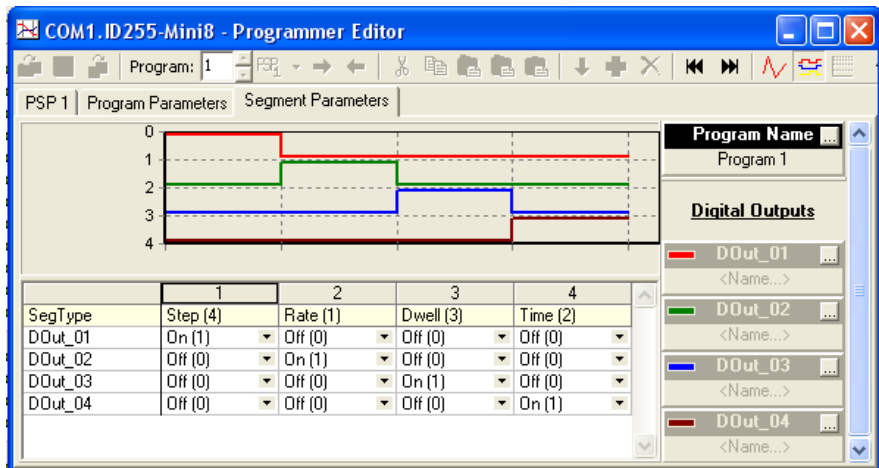 COM1.ID255-Mini8 - Programmer Editor
Program: 1 PSP1
PSP 1 Program Parameters Segment Parameters
0
1
2
3
4
Program Name ...
Program 1
Digital Outputs
DOut_01 ...
<Name...>
DOut_02 ...
<Name...>
DOut_03 ...
<Name...>
DOut_04 ...
<Name...>
1 2 3 4
SegType Step (4) Rate (1) Dwell (3) Time (2)
DOut_01 On (1) Off (0) Off (0) Off (0)
DOut_02 Off (0) On (1) Off (0) Off (0)
DOut_03 Off (0) Off (0) On (1) Off (0)
DOut_04 Off (0) Off (0) Off (0) On (1)